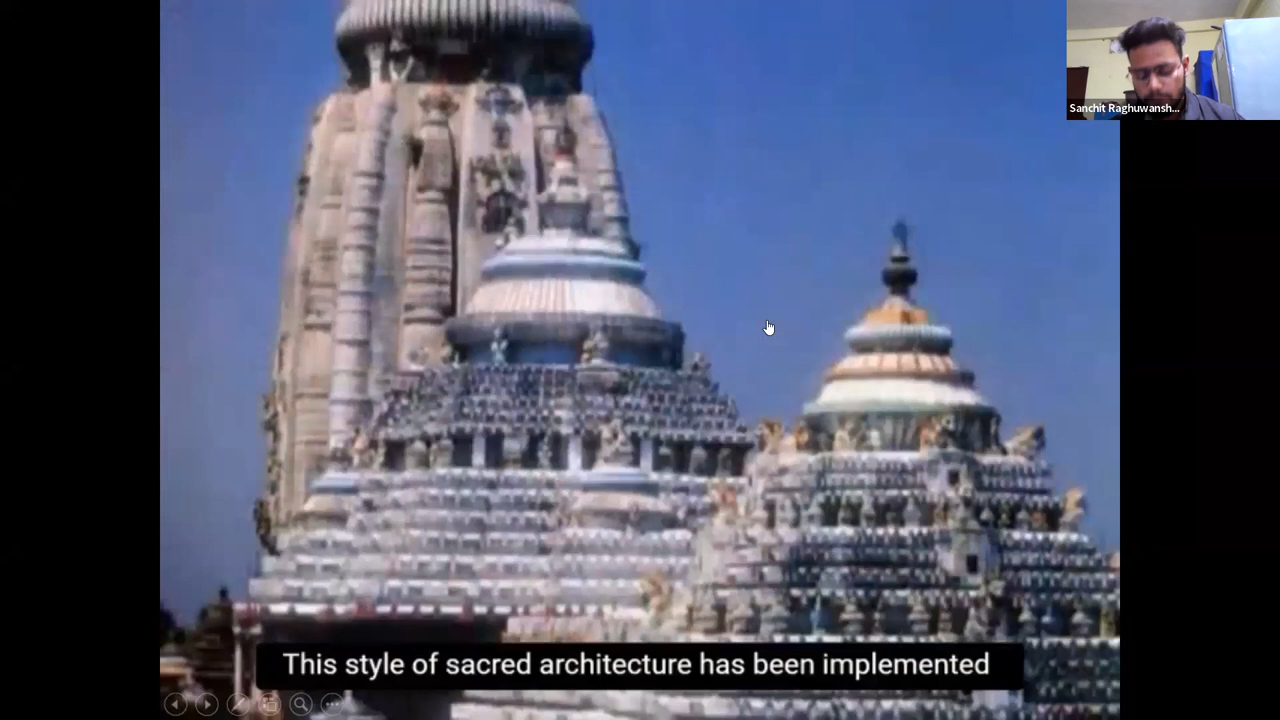 Sanchit Raghuwansh...
This style of sacred architecture has been implemented